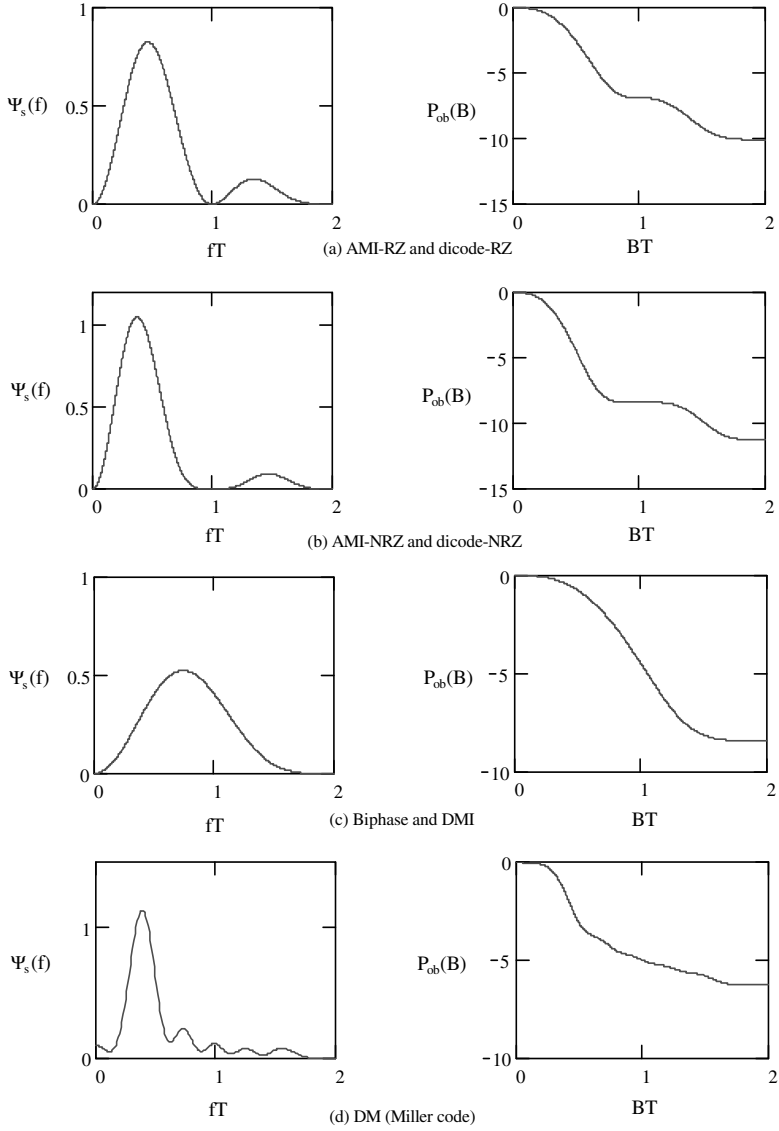 1
Ψs(f) 0.5
0
0 1 2
fT
0
−5
Pob(B)
−10
−15
0 1 2
BT
(a) AMI-RZ and dicode-RZ
1
Ψs(f)
0.5
0
0 1 2
fT
0
−5
Pob(B)
−10
−15
0 1 2
BT
(b) AMI-NRZ and dicode-NRZ
1
Ψs(f) 0.5
0
0 1 2
fT
0
Pob(B) −5
−10
0 1 2
BT
(c) Biphase and DMI
1
Ψs(f)
0
0 1 2
fT
0
Pob(B) −5
−10
0 1 2
BT
(d) DM (Miller code)